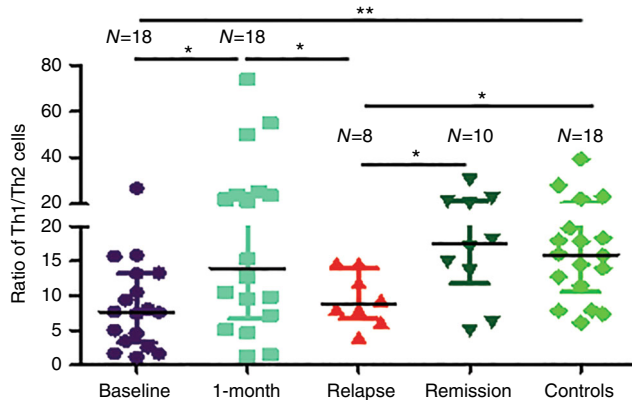 **
N=18
N=18
*
*
*
N=8
N=10
N=18
*
Ratio of Th1/Th2 cells
80
60
40
20
20
15
10
5
0
Baseline
1-month
Relapse
Remission
Controls